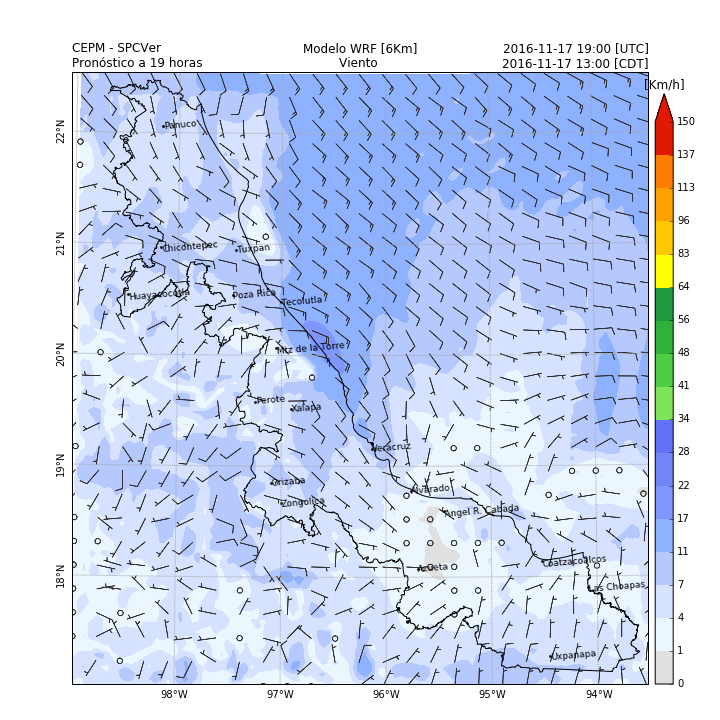 CEPM - SPCVer Modelo WRF [6Km] 2016-11-17 19:00 [UTC]
Pronóstico a 19 horas Viento 2016-11-17 13:00 [CDT]
[Km/h]
150
137
113
96
83
64
56
48
41
34
28
22
17
11
7
4
1
0
22°N
21°N
20°N
19°N
18°N
Panuco
Chicontepec
Tuxpan
Huayacocotla
Poza Rica
Tecolutla
Mtz de la Torre
Perote
Xalapa
Veracruz
Orizaba
Zongolica
Alvarado
Angel R. Cabada
Azueta
Coatzacoalcos
as Choapas
Uxpanapa
98°W 97°W 96°W 95°W 94°W